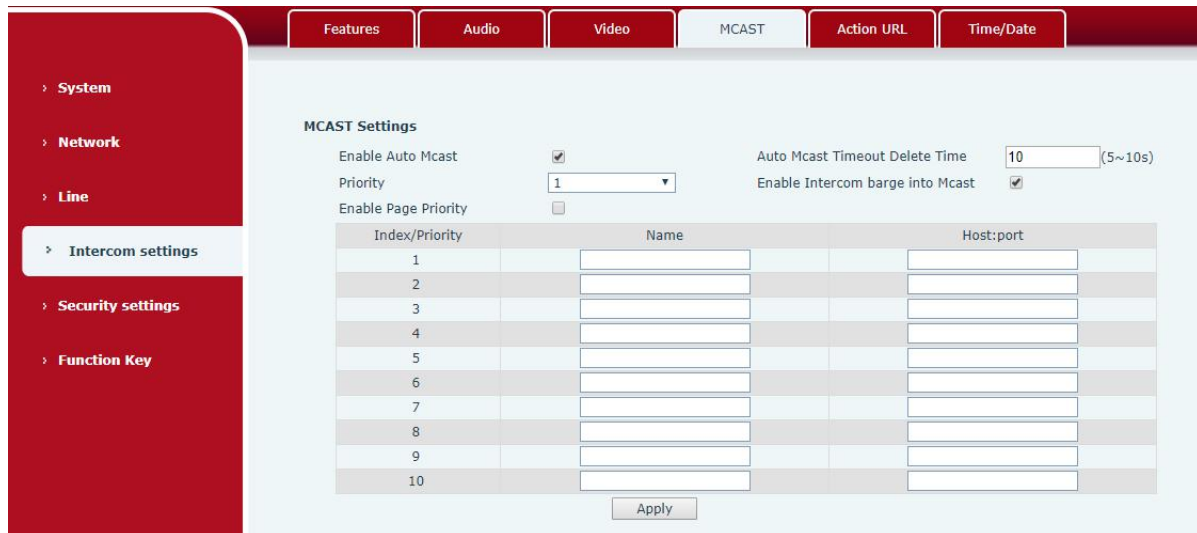 Features Audio Video MCAST Action URL Time/Date
› System
› Network
› Line
› Intercom settings
› Security settings
› Function Key
MCAST Settings
Enable Auto Mcast Auto Mcast Timeout Delete Time 10 (5~10s)
Priority 1 Enable Intercom barge into Mcast
Enable Page Priority
Index/Priority Name Host:port
1
2
3
4
5
6
7
8
9
10
Apply